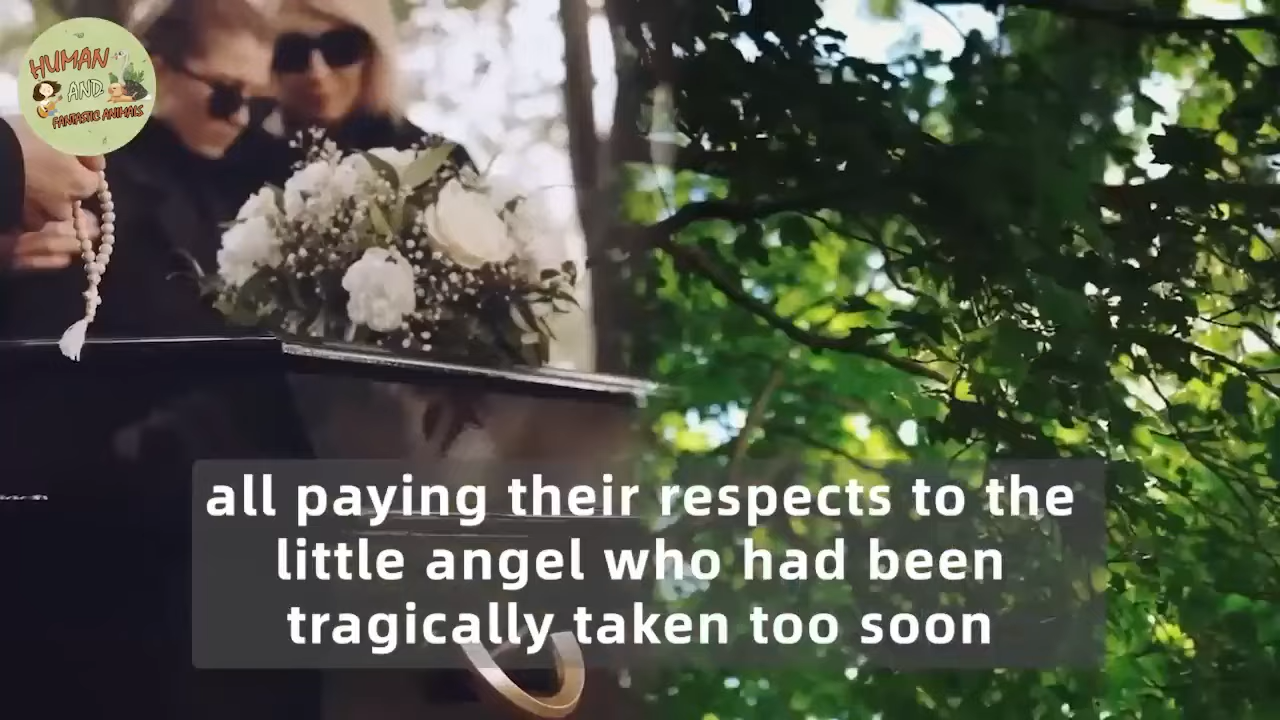 HUMAN
AND
FANTASTIC ANIMALS
all paying their respects to the
little angel who had been
tragically taken too soon